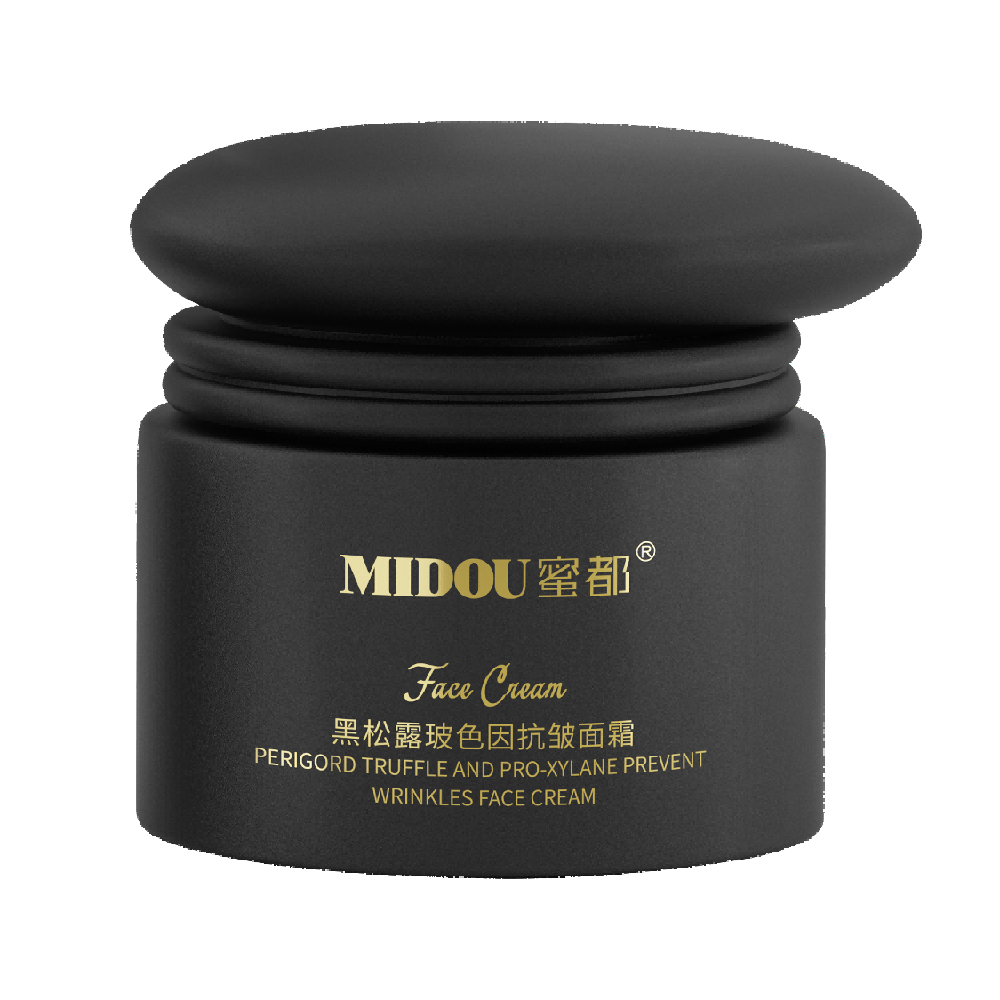 MIDOU蜜都®
Face Cream
黑松露玻色因抗皱面霜
PERIGORD TRUFFLE AND PRO-XYLANE PREVENT
WRINKLES FACE CREAM